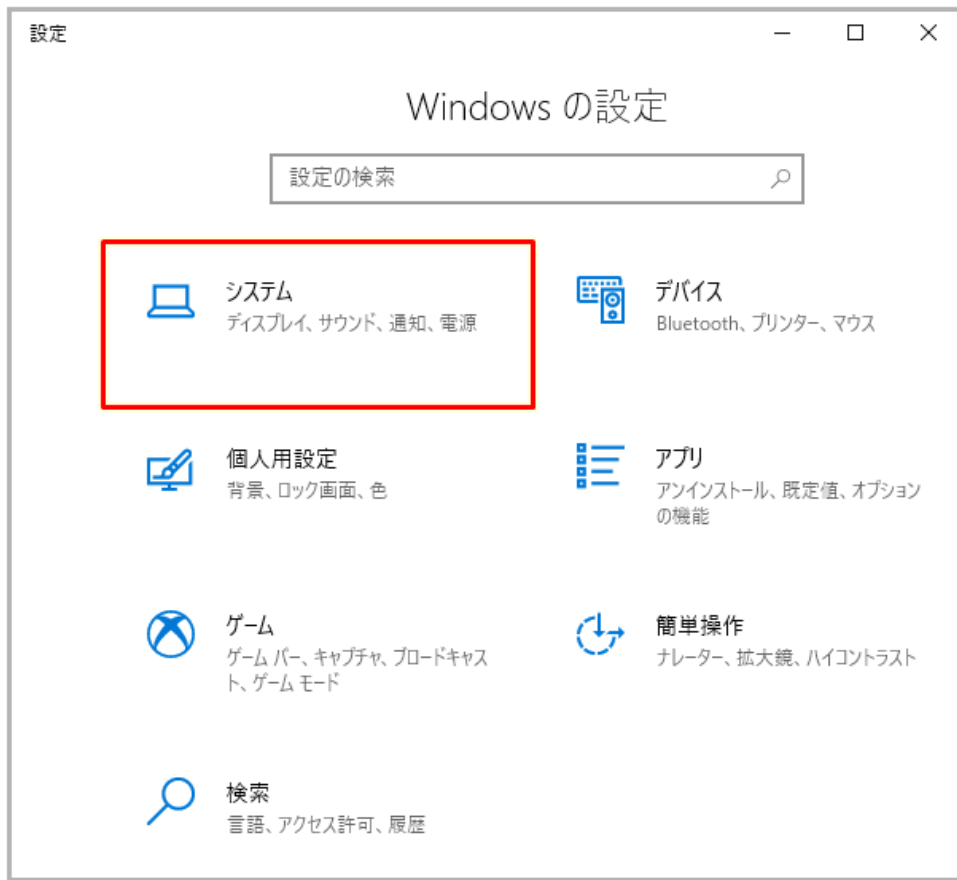 設定
Windows の設定
設定の検索
システム
ディスプレイ、サウンド、通知、電源
デバイス
Bluetooth、プリンター、マウス
個人用設定
背景、ロック画面、色
アプリ
アンインストール、既定値、オプション
の機能
ゲーム
ゲーム バー、キャプチャ、ブロードキャス
ト、ゲーム モード
簡単操作
ナレーター、拡大鏡、ハイコントラスト
検索
言語、アクセス許可、履歴